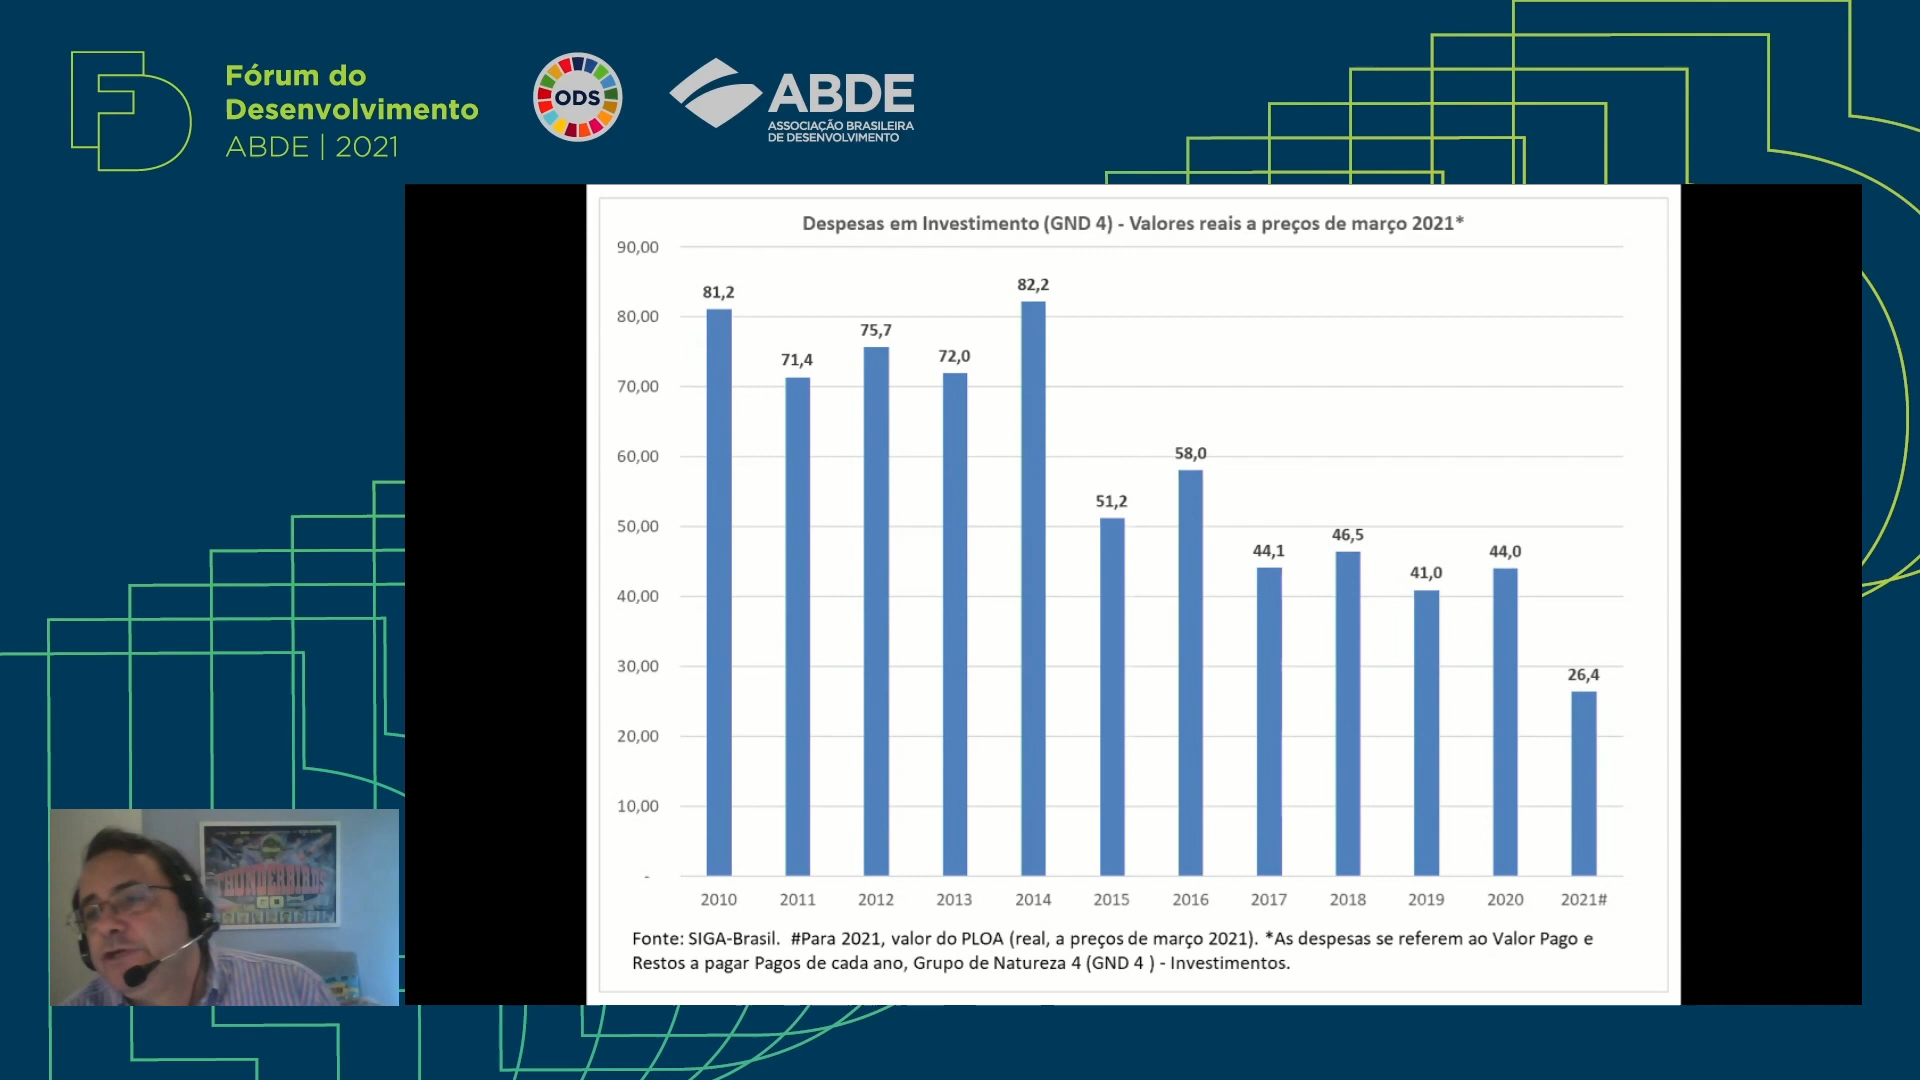 Fórum do
Desenvolvimento
ABDE | 2021
ODS
ABDE
ASSOCIAÇÃO BRASILEIRA
DE DESENVOLVIMENTO
Despesas em Investimento (GND 4) - Valores reais a preços de março 2021*
90,00
80,00
70,00
60,00
50,00
40,00
30,00
20,00
10,00
-
81,2
71,4
75,7
72,0
82,2
51,2
58,0
44,1
46,5
41,0
44,0
26,4
2010 2011 2012 2013 2014 2015 2016 2017 2018 2019 2020 2021#
Fonte: SIGA-Brasil. #Para 2021, valor do PLOA (real, a preços de março 2021). *As despesas se referem ao Valor Pago e
Restos a pagar Pagos de cada ano, Grupo de Natureza 4 (GND 4 ) - Investimentos.
THUNDERBIRDS
GO